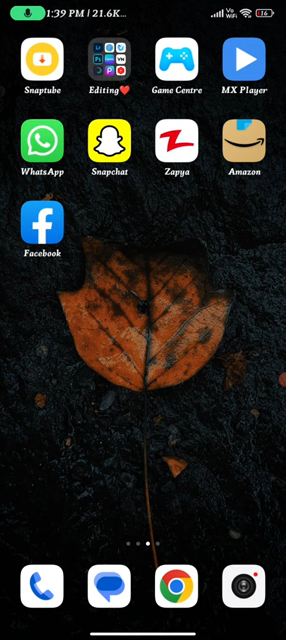 1:39 PM / 21.6K...
Vo
WiFi
16
Snaptube
Editing❤️
Game Centre
MX Player
WhatsApp
Snapchat
Zapya
Amazon
Facebook